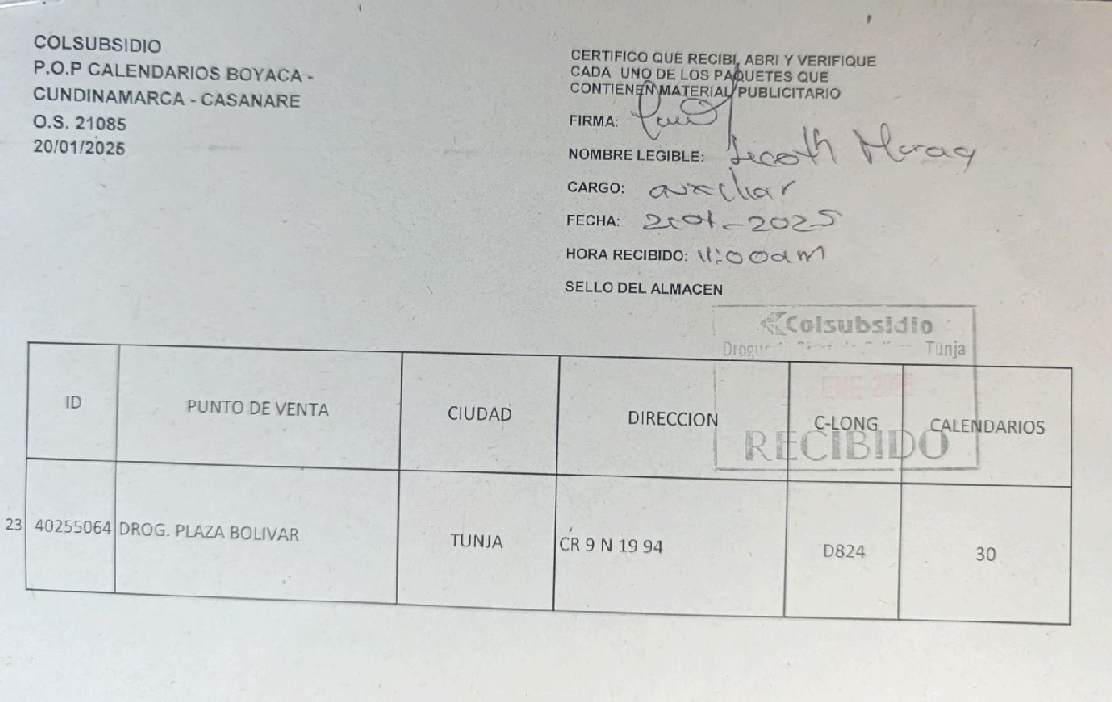 COLSUBSIDIO
P.O.P CALENDARIOS BOYACA -
CUNDINAMARCA - CASANARE
O.S. 21085
20/01/2025
CERTIFICO QUE RECIBI, ABRI Y VERIFIQUE
CADA UNO DE LOS PAQUETES QUE
CONTIENEN MATERIAL PUBLICITARIO
FIRMA:
NOMBRE LEGIBLE:
CARGO: auxiliar
FECHA: 21-01-2025
HORA RECIBIDO: 11:00am
SELLO DEL ALMACEN
Colsubsidio
Tunja
ENE 2025
RECIBIDO
ID PUNTO DE VENTA CIUDAD DIRECCION C-LONG CALENDARIOS
23 40255064 DROG. PLAZA BOLIVAR TUNJA CR 9 N 19 94 D824 30